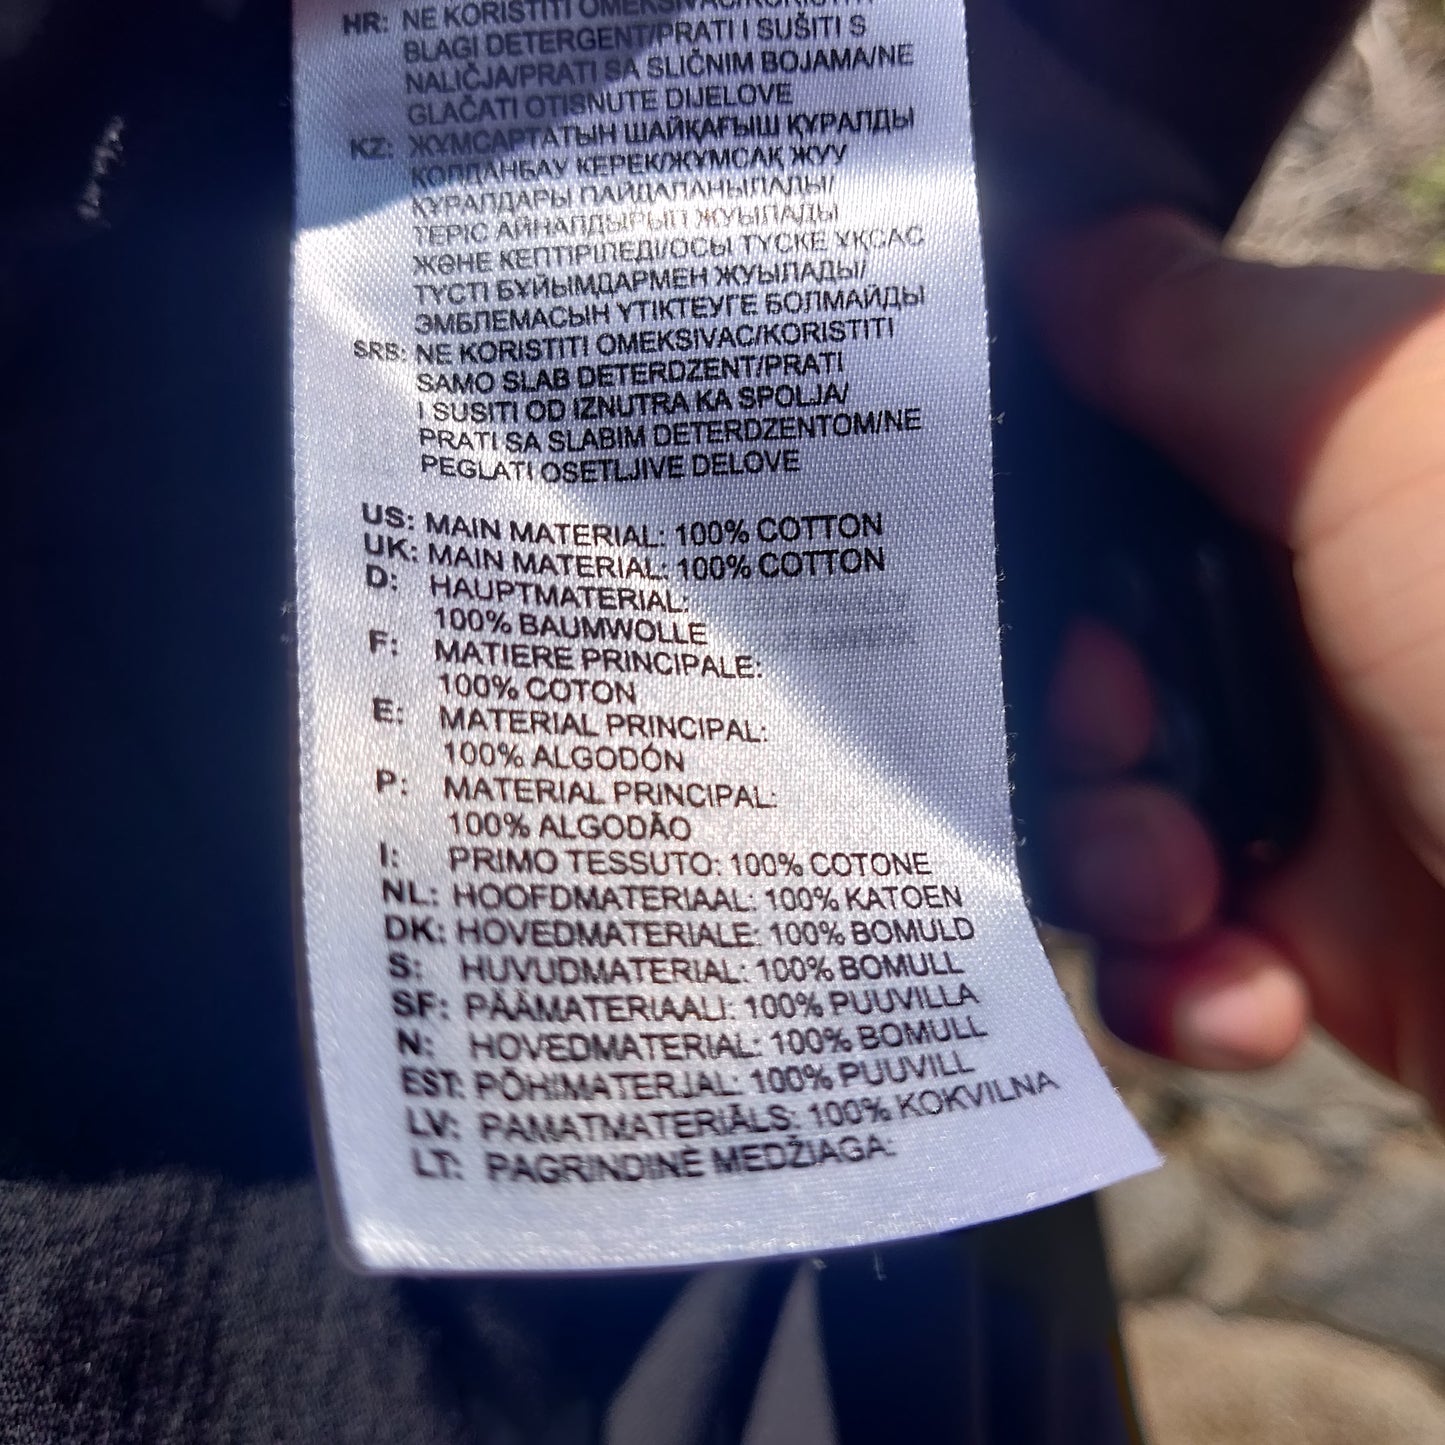 HR: NE KORISTITI OMEKSIVAČ/KORISTITI
BLAGI DETERGENT/PRATI I SUŠITI S
NALIČJA/PRATI SA SLIČNIM BOJAMA/NE
GLAČATI OTISNUTE DIJELOVE
KZ: ЖҰМСАРТАТЫН ШАЙҚАҒЫШ ҚҰРАЛДЫ
ҚОЛДАНБАУ КЕРЕК/ЖҰМСАҚ ЖУУ
ҚҰРАЛДАРЫ ПАЙДАЛАНЫЛАДЫ/
ТЕРІС АЙНАЛДЫРЫП ЖУЫЛАДЫ
ЖӘНЕ КЕПТІРІЛЕДІ/ОСЫ ТҮСКЕ ҰҚСАС
ТҮСТІ БҰЙЫМДАРМЕН ЖУЫЛАДЫ/
ЭМБЛЕМАСЫН ҮТІКТЕУГЕ БОЛМАЙДЫ
SRB: NE KORISTITI OMEKSIVAC/KORISTITI
SAMO SLAB DETERDZENT/PRATI
I SUSITI OD IZNUTRA KA SPOLJA/
PRATI SA SLABIM DETERDZENTOM/NE
PEGLATI OSETLJIVE DELOVE
US: MAIN MATERIAL: 100% COTTON
UK: MAIN MATERIAL: 100% COTTON
D: HAUPTMATERIAL:
100% BAUMWOLLE
F: MATIERE PRINCIPALE:
100% COTON
E: MATERIAL PRINCIPAL:
100% ALGODÓN
P: MATERIAL PRINCIPAL:
100% ALGODÃO
I: PRIMO TESSUTO: 100% COTONE
NL: HOOFDMATERIAAL: 100% KATOEN
DK: HOVEDMATERIALE: 100% BOMULD
S: HUVUDMATERIAL: 100% BOMULL
SF: PÄÄMATERIAALI: 100% PUUVILLA
N: HOVEDMATERIAL: 100% BOMULL
EST: PÕHIMATERJAL: 100% PUUVILL
LV: PAMATMATERIĀLS: 100% KOKVILNA
LT: PAGRINDINĖ MEDŽIAGA: